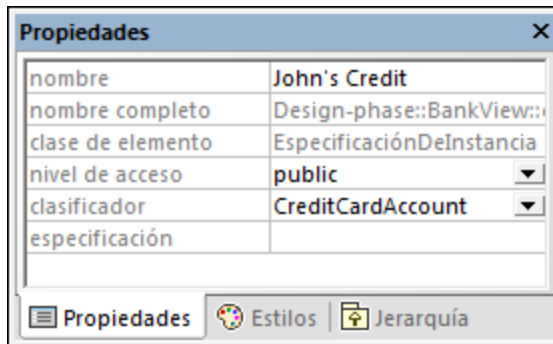 Propiedades
nombre John's Credit
nombre completo Design-phase::BankView::
clase de elemento EspecificaciónDeInstancia
nivel de acceso public
clasificador CreditCardAccount
especificación
Propiedades Estilos Jerarquía